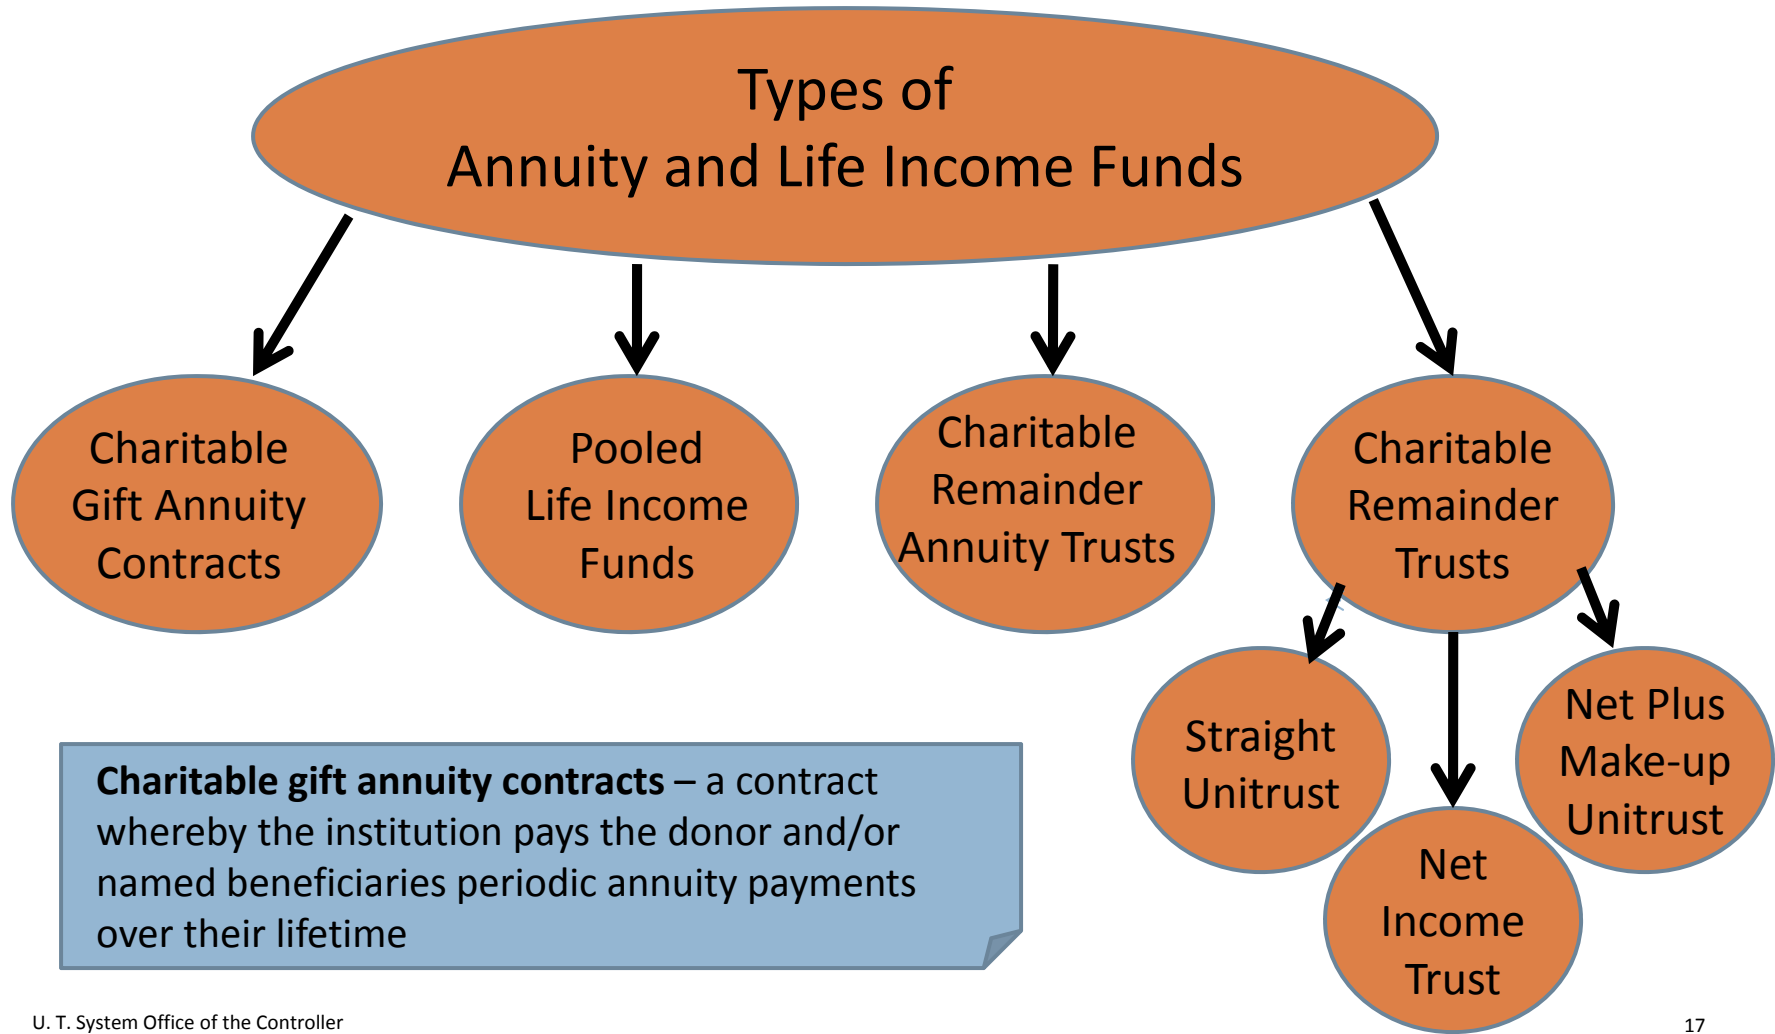 Types of
Annuity and Life Income Funds
Charitable
Gift Annuity
Contracts
Pooled
Life Income
Funds
Charitable
Remainder
Annuity Trusts
Charitable
Remainder
Trusts
Straight
Unitrust
Net
Income
Trust
Net Plus
Make-up
Unitrust
Charitable gift annuity contracts – a contract
whereby the institution pays the donor and/or
named beneficiaries periodic annuity payments
over their lifetime
U. T. System Office of the Controller
17